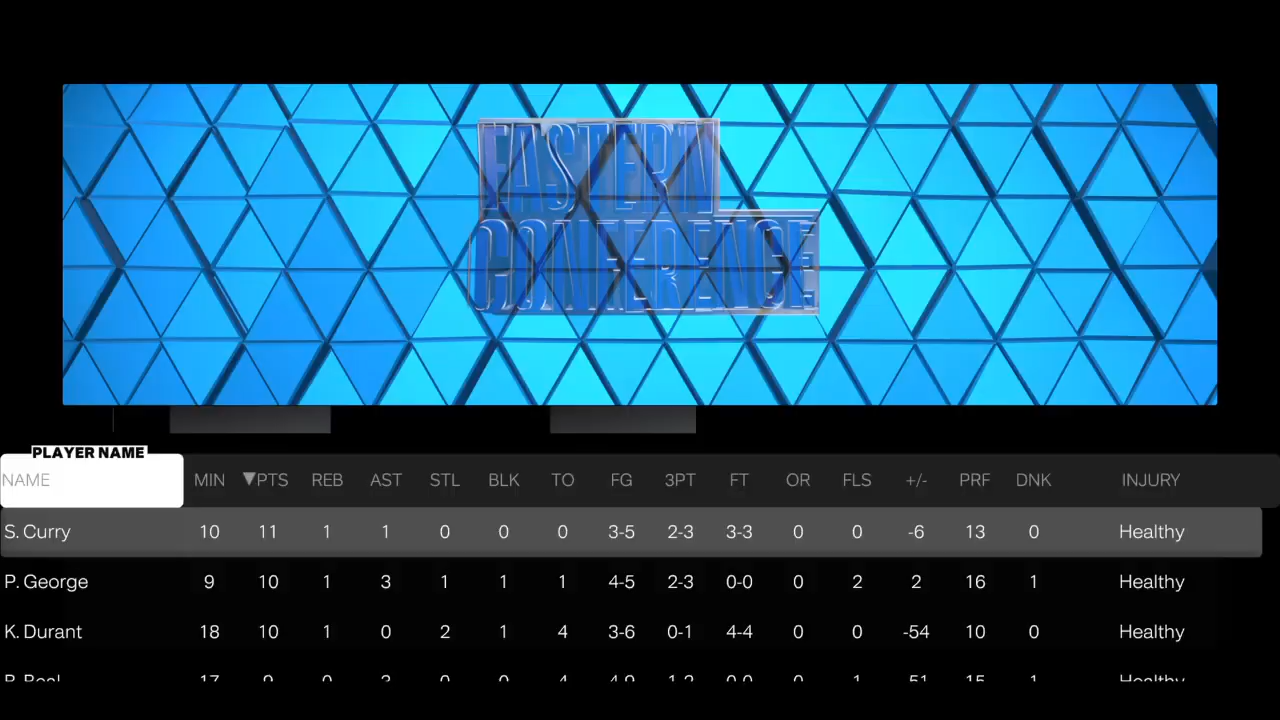 EASTERN
CONFERENCE
PLAYER NAME
NAME MIN ▼PTS REB AST STL BLK TO FG 3PT FT OR FLS +/- PRF DNK INJURY
S. Curry 10 11 1 1 0 0 0 3-5 2-3 3-3 0 0 -6 13 0 Healthy
P. George 9 10 1 3 1 1 1 4-5 2-3 0-0 0 2 2 16 1 Healthy
K. Durant 18 10 1 0 2 1 4 3-6 0-1 4-4 0 0 -54 10 0 Healthy